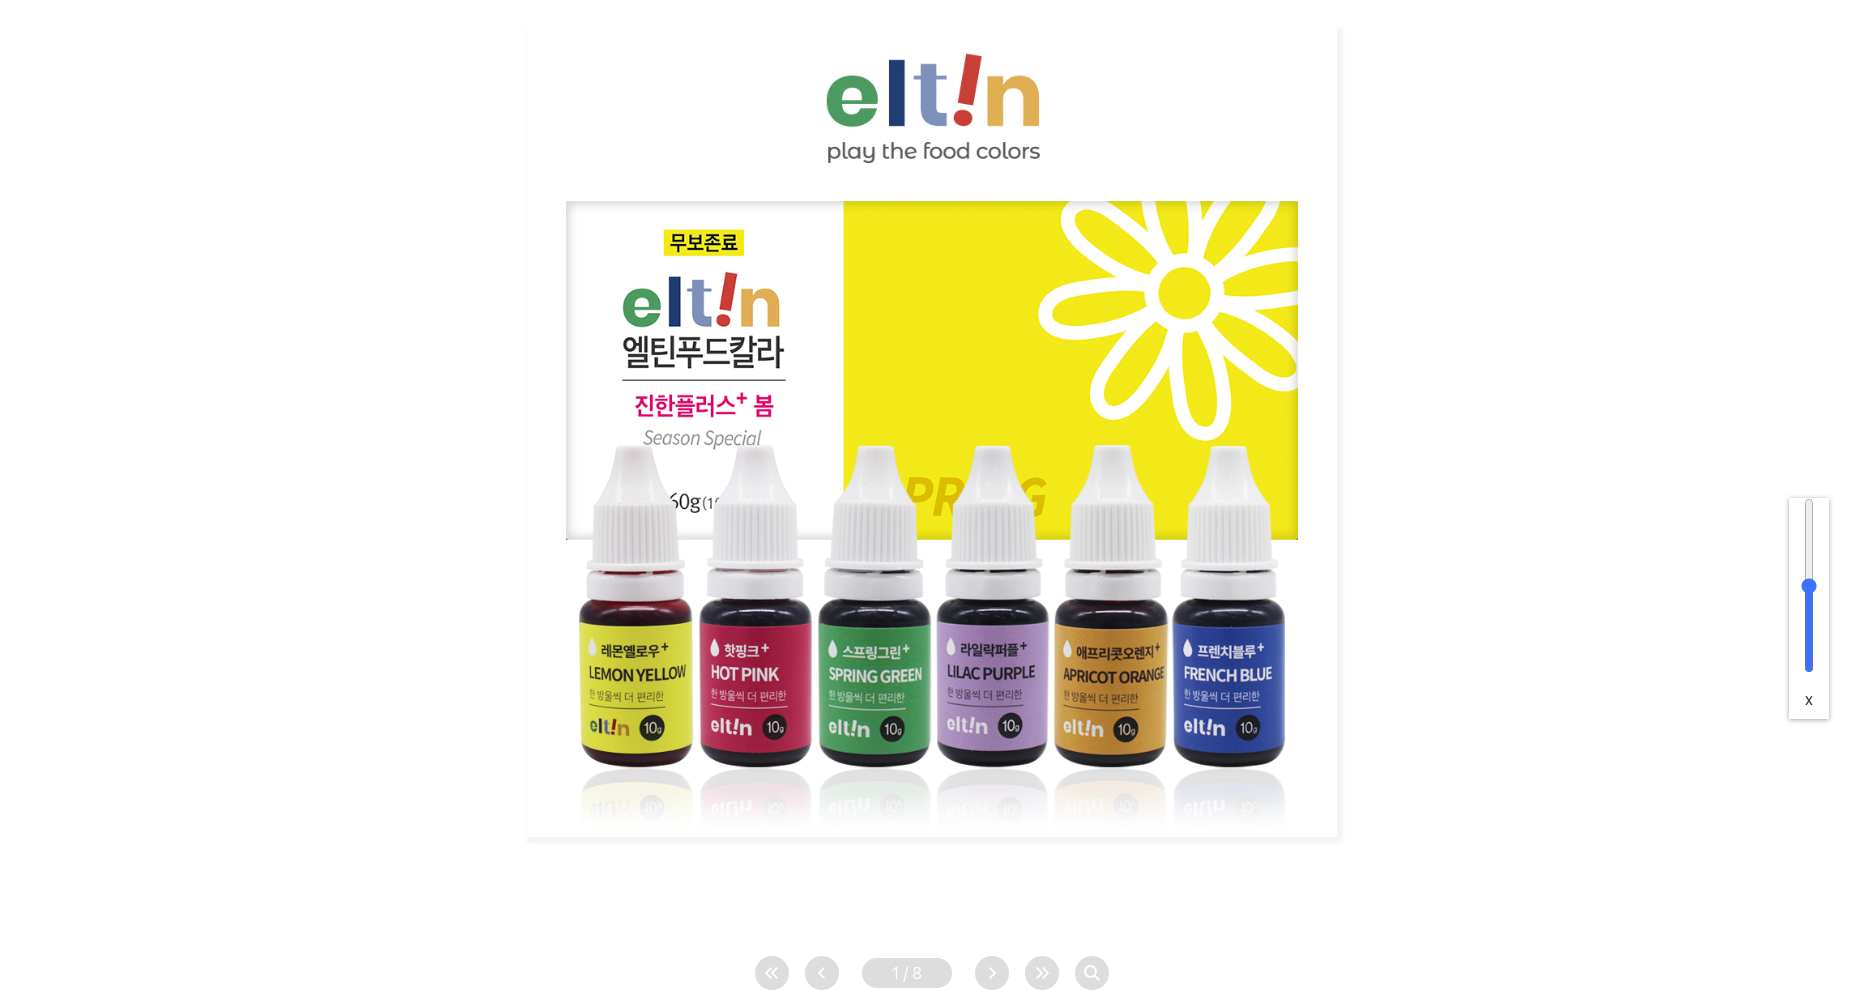 elt!n
play the food colors
무보존료
elt!n
엘틴푸드칼라
진한플러스+ 봄
Season Special
60g(1
PR G
레몬옐로우+
LEMON YELLOW
한 방울씩 더 편리한
elt!n 10g
핫핑크+
HOT PINK
한 방울씩 더 편리한
elt!n 10g
스프링그린+
SPRING GREEN
한 방울씩 더 편리한
elt!n 10g
라일락퍼플+
LILAC PURPLE
한 방울씩 더 편리한
elt!n 10g
애프리콧오렌지+
APRICOT ORANGE
한 방울씩 더 편리한
elt!n 10g
프렌치블루+
FRENCH BLUE
한 방울씩 더 편리한
elt!n 10g
x
1 / 8